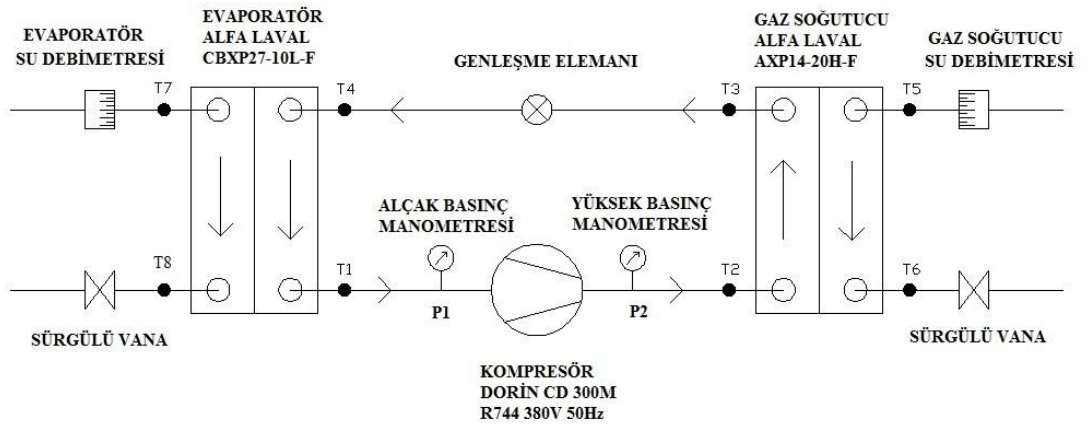 EVAPORATÖR
SU DEBİMETRESİ
EVAPORATÖR
ALFA LAVAL
CBXP27-10L-F
GENLEŞME ELEMANI
GAZ SOĞUTUCU
ALFA LAVAL
AXP14-20H-F
GAZ SOĞUTUCU
SU DEBİMETRESİ
T7
T4
T3
T5
ALÇAK BASINÇ
MANOMETRESİ
YÜKSEK BASINÇ
MANOMETRESİ
T8
T1
T2
T6
P1
P2
SÜRGÜLÜ VANA
SÜRGÜLÜ VANA
KOMPRESÖR
DORİN CD 300M
R744 380V 50Hz